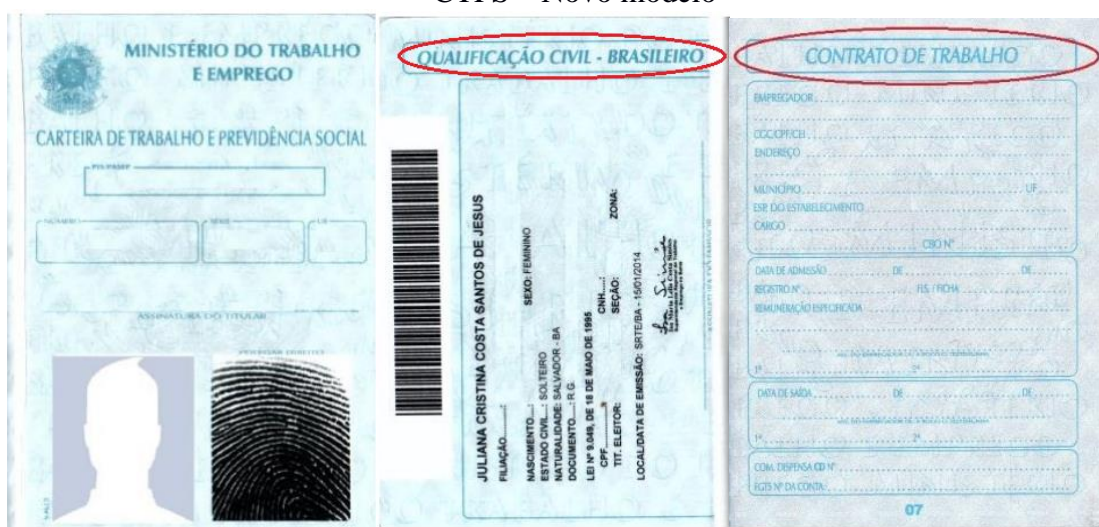 CTPS – Novo modelo
MINISTÉRIO DO TRABALHO
E EMPREGO
CARTEIRA DE TRABALHO E PREVIDÊNCIA SOCIAL
PIS/PASEP
NÚMERO
SÉRIE
UF
ASSINATURA DO TITULAR
POLEGAR DIREITO
QUALIFICAÇÃO CIVIL - BRASILEIRO
JULIANA CRISTINA COSTA SANTOS DE JESUS
FILIAÇÃO......:
NASCIMENTO....: SEXO: FEMININO
ESTADO CIVIL...: SOLTEIRO
NATURALIDADE: SALVADOR - BA
DOCUMENTO....: R.G.
LEI Nº 9.049, DE 18 DE MAIO DE 1995
CPF..........: CNH.....:
TIT. ELEITOR: SEÇÃO: ZONA:
LOCAL/DATA DE EMISSÃO: SRTE/BA - 15/01/2014
CONTRATO DE TRABALHO
EMPREGADOR
CGC/CPF/CEI
ENDEREÇO
MUNICÍPIO UF
ESP. DO ESTABELECIMENTO
CARGO
CBO Nº
DATA DE ADMISSÃO DE DE
REGISTRO Nº FLS. / FICHA
REMUNERAÇÃO ESPECIFICADA
1º 2º
DATA DE SAÍDA DE DE
1º 2º
COM. DISPENSA CD Nº
FGTS Nº DA CONTA
07